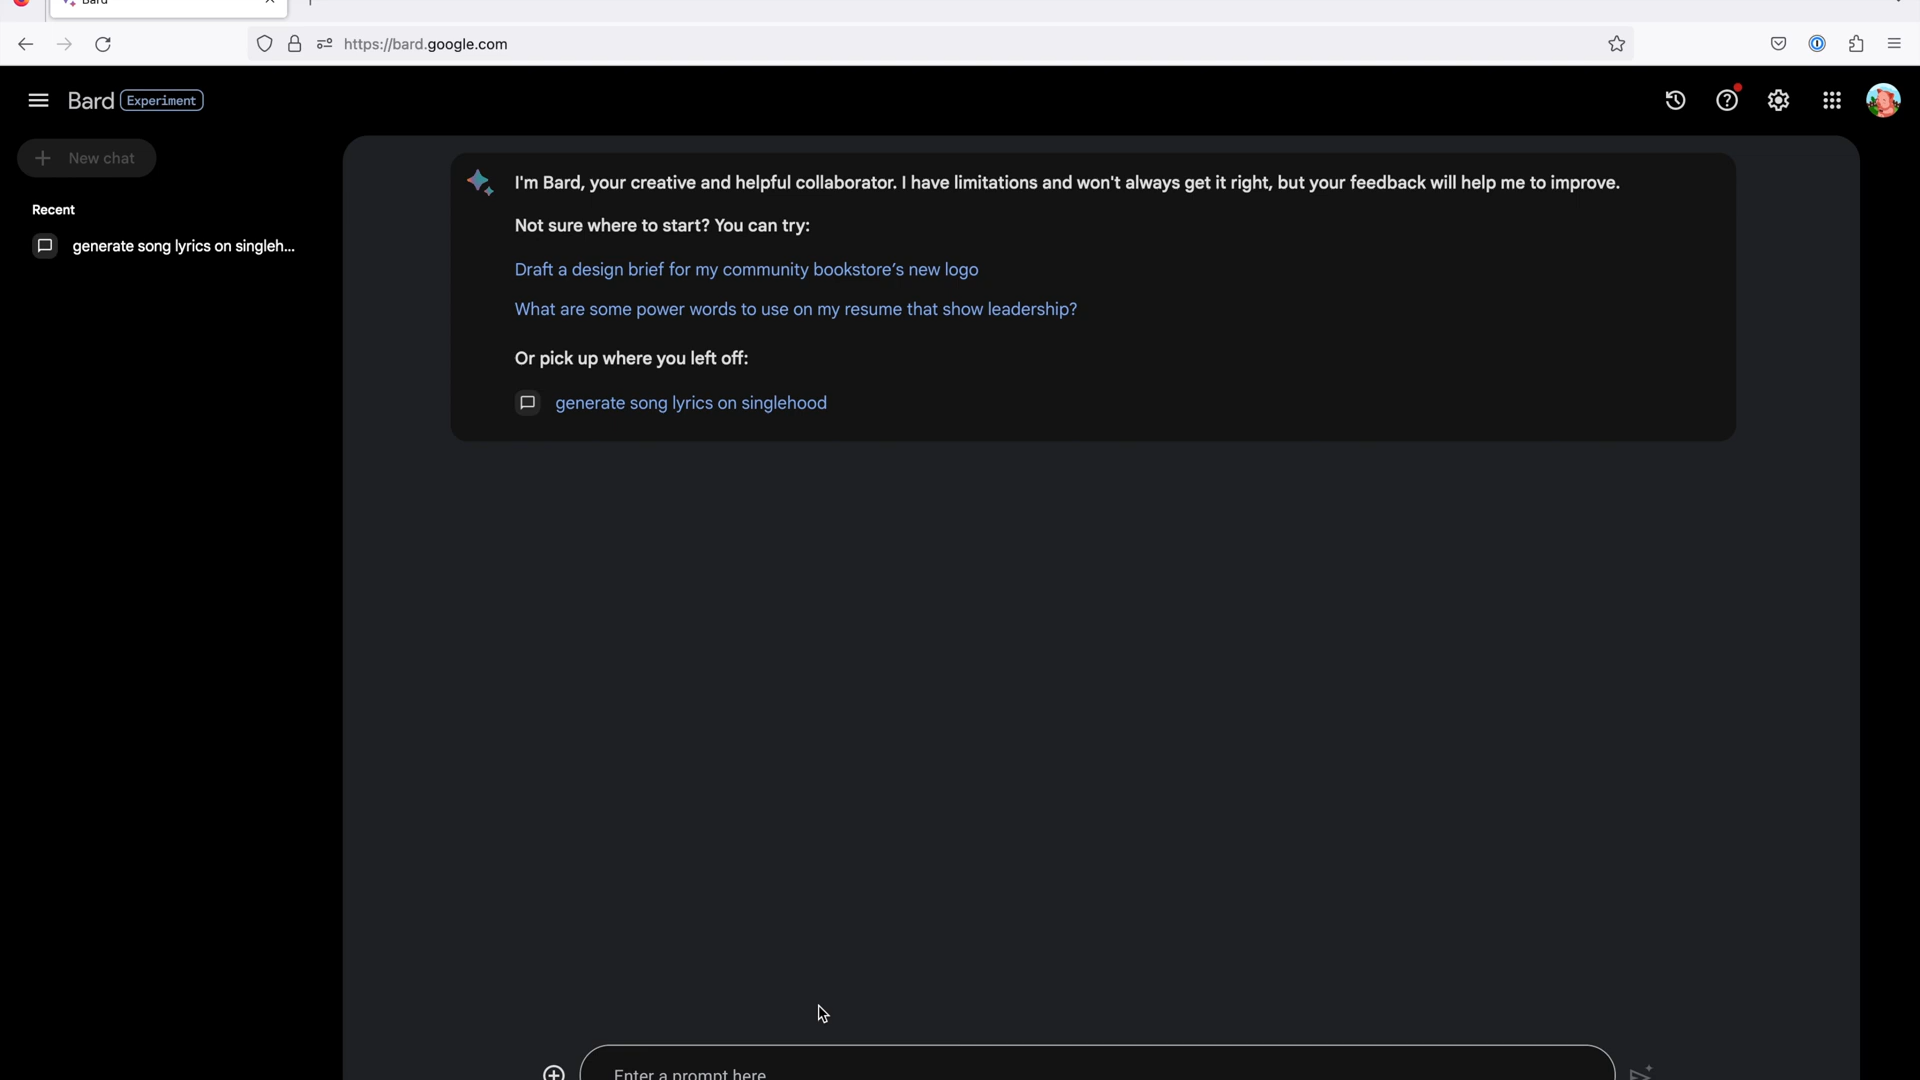 Bard
https://bard.google.com
Bard Experiment
New chat
Recent
generate song lyrics on singleh...
I'm Bard, your creative and helpful collaborator. I have limitations and won't always get it right, but your feedback will help me to improve.
Not sure where to start? You can try:
Draft a design brief for my community bookstore’s new logo
What are some power words to use on my resume that show leadership?
Or pick up where you left off:
generate song lyrics on singlehood
Enter a prompt here